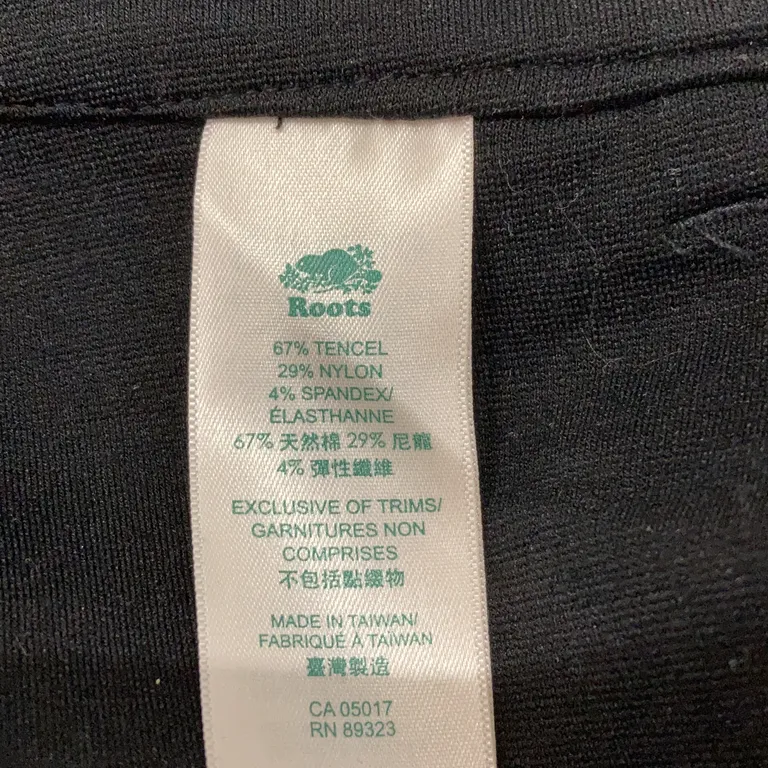 Roots
67% TENCEL
29% NYLON
4% SPANDEX/
ÉLASTHANNE
67% 天然棉 29% 尼龍
4% 彈性纖維
EXCLUSIVE OF TRIMS/
GARNITURES NON
COMPRISES
不包括點綴物
MADE IN TAIWAN/
FABRIQUÉ À TAIWAN
臺灣製造
CA 05017
RN 89323